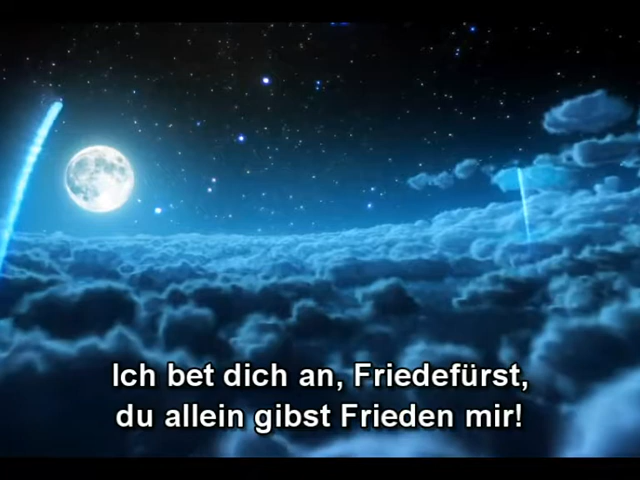 Ich bet dich an, Friedefürst,
du allein gibst Frieden mir!